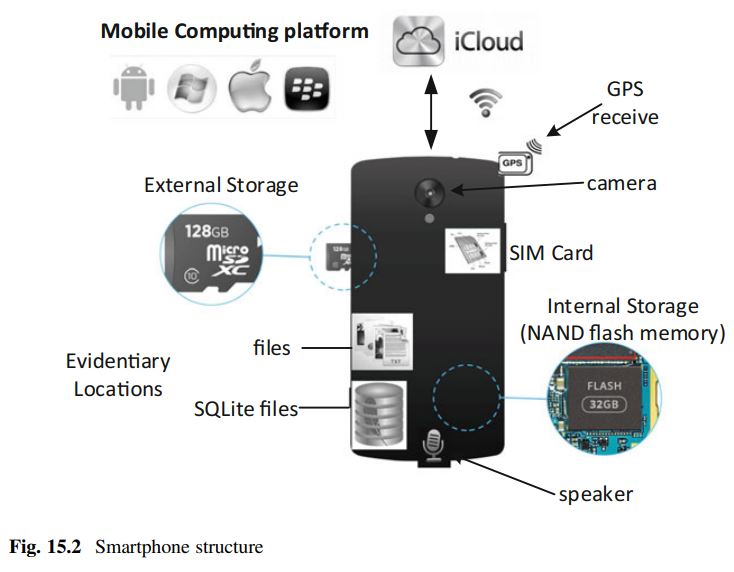 Mobile Computing platform
iCloud
GPS
receive
GPS
camera
External Storage
128GB
micro
SD
XC
10
128GB
SIM Card
Internal Storage
(NAND flash memory)
FLASH
32GB
files
TXT
Evidentiary
Locations
SQLite files
speaker
Fig. 15.2 Smartphone structure